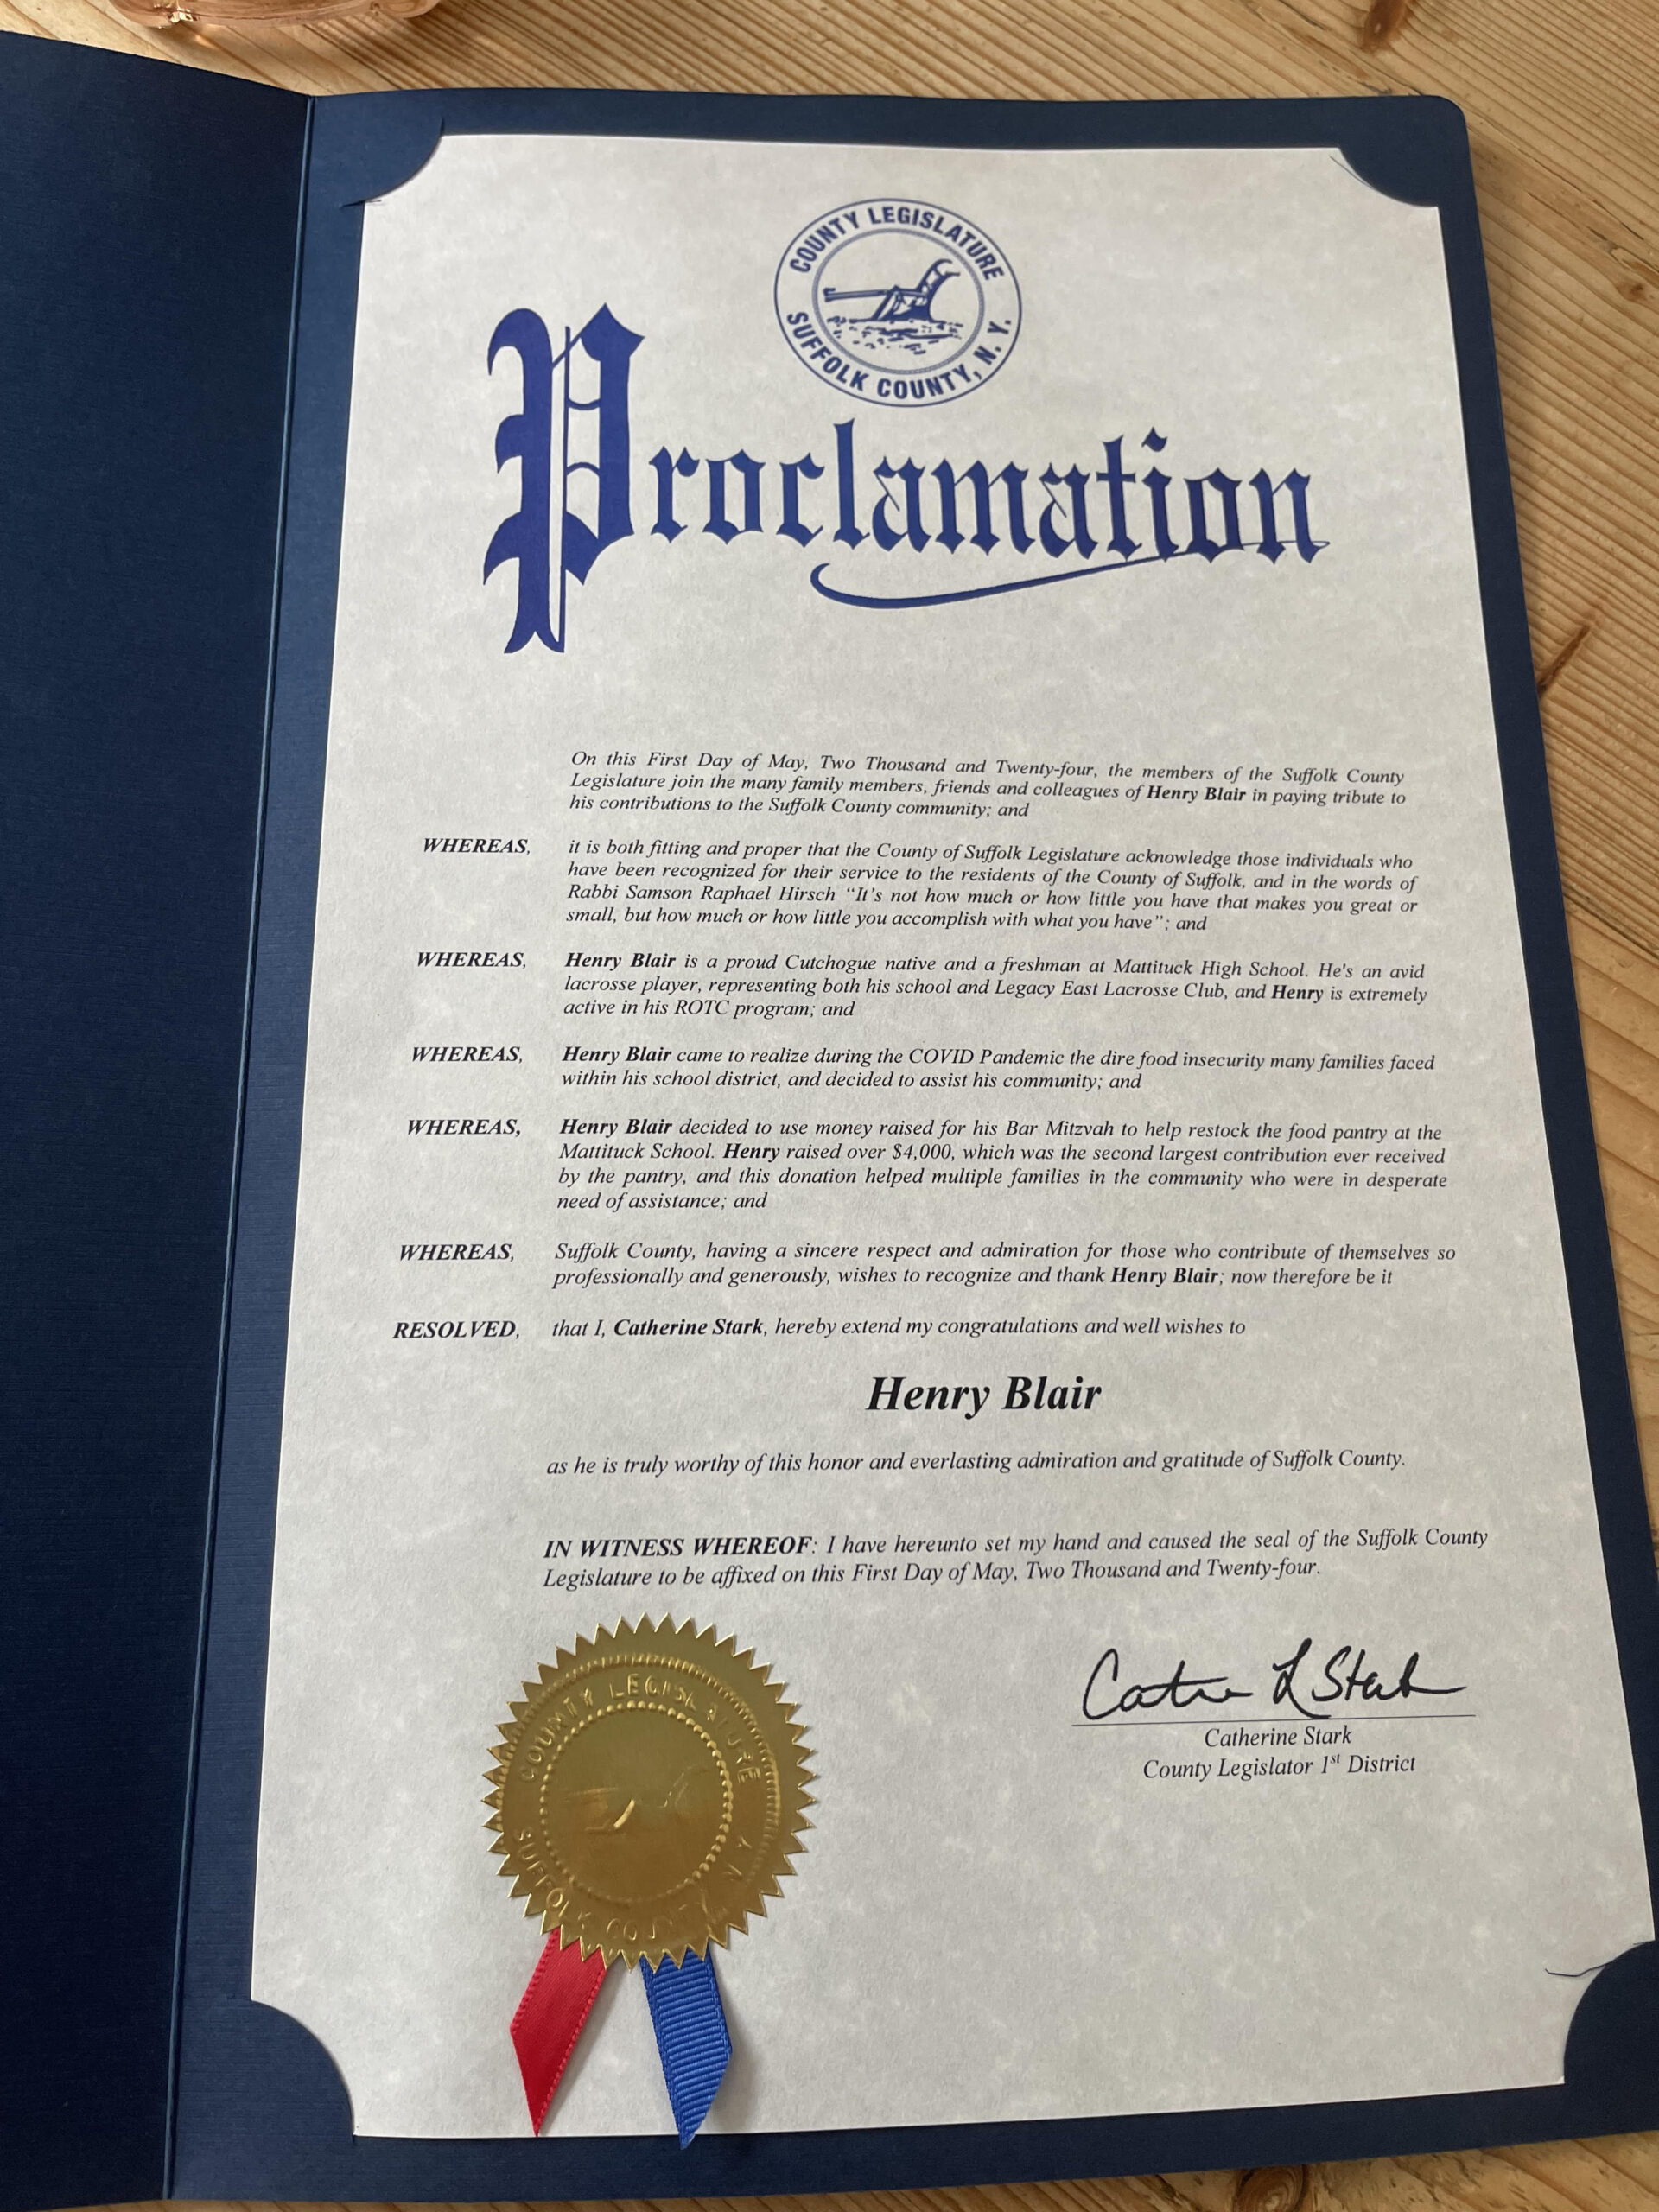 COUNTY LEGISLATURE
SUFFOLK COUNTY, N. Y.
Proclamation
On this First Day of May, Two Thousand and Twenty-four, the members of the Suffolk County
Legislature join the many family members, friends and colleagues of Henry Blair in paying tribute to
his contributions to the Suffolk County community; and
WHEREAS, it is both fitting and proper that the County of Suffolk Legislature acknowledge those individuals who
have been recognized for their service to the residents of the County of Suffolk, and in the words of
Rabbi Samson Raphael Hirsch “It’s not how much or how little you have that makes you great or
small, but how much or how little you accomplish with what you have”; and
WHEREAS, Henry Blair is a proud Cutchogue native and a freshman at Mattituck High School. He's an avid
lacrosse player, representing both his school and Legacy East Lacrosse Club, and Henry is extremely
active in his ROTC program; and
WHEREAS, Henry Blair came to realize during the COVID Pandemic the dire food insecurity many families faced
within his school district, and decided to assist his community; and
WHEREAS, Henry Blair decided to use money raised for his Bar Mitzvah to help restock the food pantry at the
Mattituck School. Henry raised over $4,000, which was the second largest contribution ever received
by the pantry, and this donation helped multiple families in the community who were in desperate
need of assistance; and
WHEREAS, Suffolk County, having a sincere respect and admiration for those who contribute of themselves so
professionally and generously, wishes to recognize and thank Henry Blair; now therefore be it
RESOLVED, that I, Catherine Stark, hereby extend my congratulations and well wishes to
Henry Blair
as he is truly worthy of this honor and everlasting admiration and gratitude of Suffolk County.
IN WITNESS WHEREOF: I have hereunto set my hand and caused the seal of the Suffolk County
Legislature to be affixed on this First Day of May, Two Thousand and Twenty-four.
COUNTY LEGISLATURE
SUFFOLK COUNTY N Y
Catherine L Stark
Catherine Stark
County Legislator 1st District